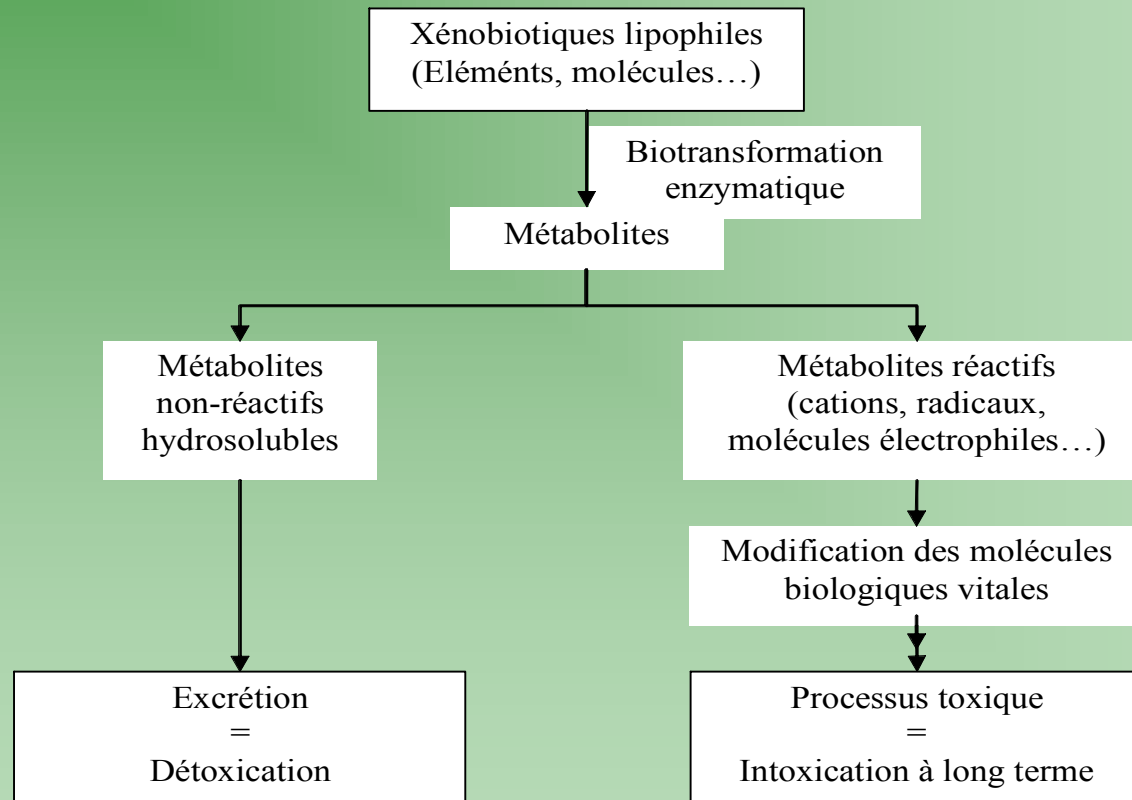 Xénobiotiques lipophiles
(Eléménts, molécules…)
Biotransformation
enzymatique
Métabolites
Métabolites
non-réactifs
hydrosolubles
Métabolites réactifs
(cations, radicaux,
molécules électrophiles…)
Modification des molécules
biologiques vitales
Excrétion
=
Détoxication
Processus toxique
=
Intoxication à long terme